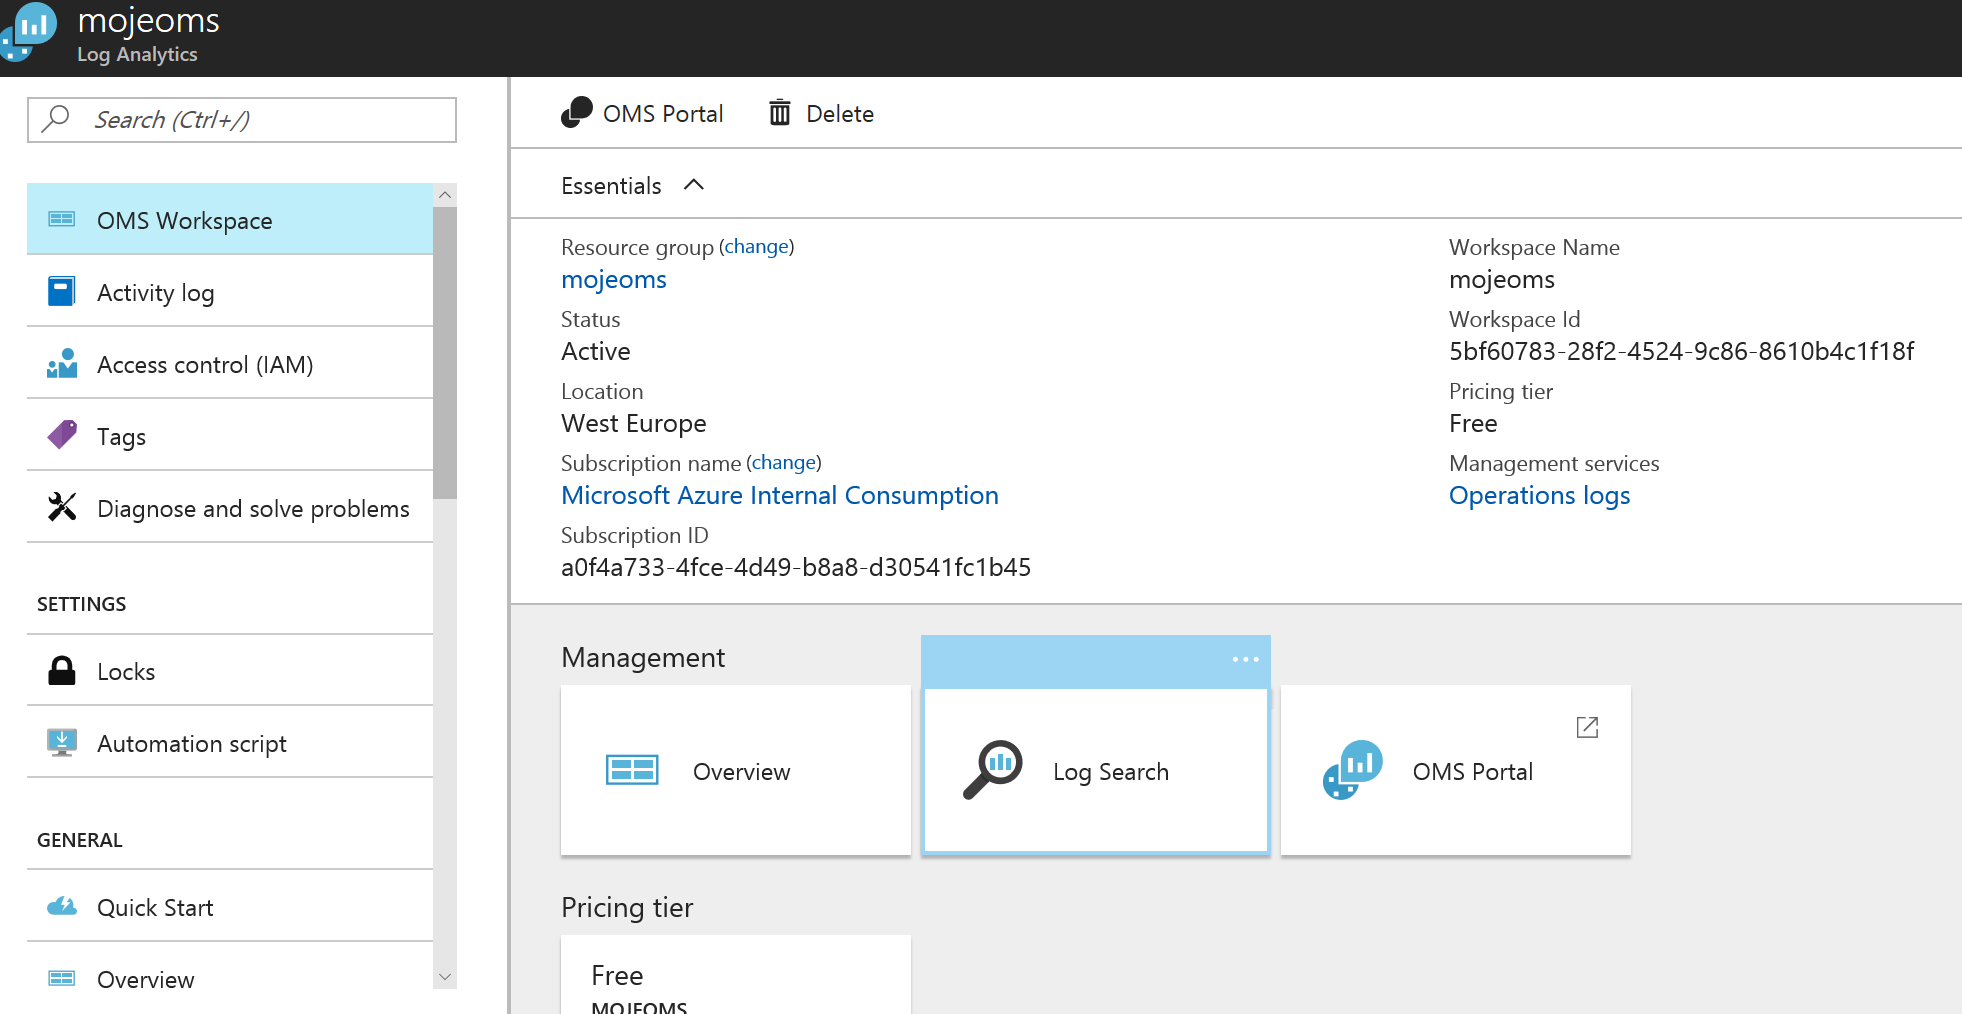 mojeoms
Log Analytics
Search (Ctrl+/)
OMS Workspace
Activity log
Access control (IAM)
Tags
Diagnose and solve problems
SETTINGS
Locks
Automation script
GENERAL
Quick Start
Overview
OMS Portal
Delete
Essentials
Resource group (change)
mojeoms
Status
Active
Location
West Europe
Subscription name (change)
Microsoft Azure Internal Consumption
Subscription ID
a0f4a733-4fce-4d49-b8a8-d30541fc1b45
Workspace Name
mojeoms
Workspace Id
5bf60783-28f2-4524-9c86-8610b4c1f18f
Pricing tier
Free
Management services
Operations logs
Management
Overview
Log Search
OMS Portal
Pricing tier
Free
MOJEOMS